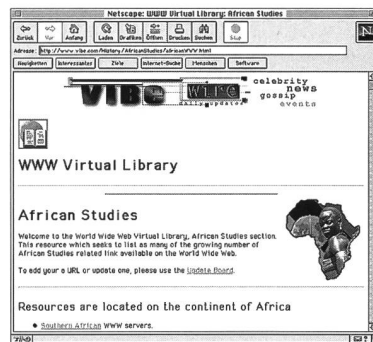 Netscape: WWW Virtual Library: African Studies
Zurück Vor Anfang Laden Grafiken Öffnen Drucken Suchen Stop
Adresse: http://www.vibe.com/History/AfricanStudies/africanWWW.html
Neuigkeiten Interessantes Ziele Internet-Suche Menschen Software
VIBE WIRE
daily updates
celebrity
news
gossip
events
WWW Virtual Library
African Studies
Welcome to the World Wide Web Virtual Library, African Studies section.
This resource which seeks to list as many of the growing number of
African Studies related link available on the World Wide Web.
To add your a URL or update one, please use the Update Board.
Resources are located on the continent of Africa
• Southern African WWW servers.